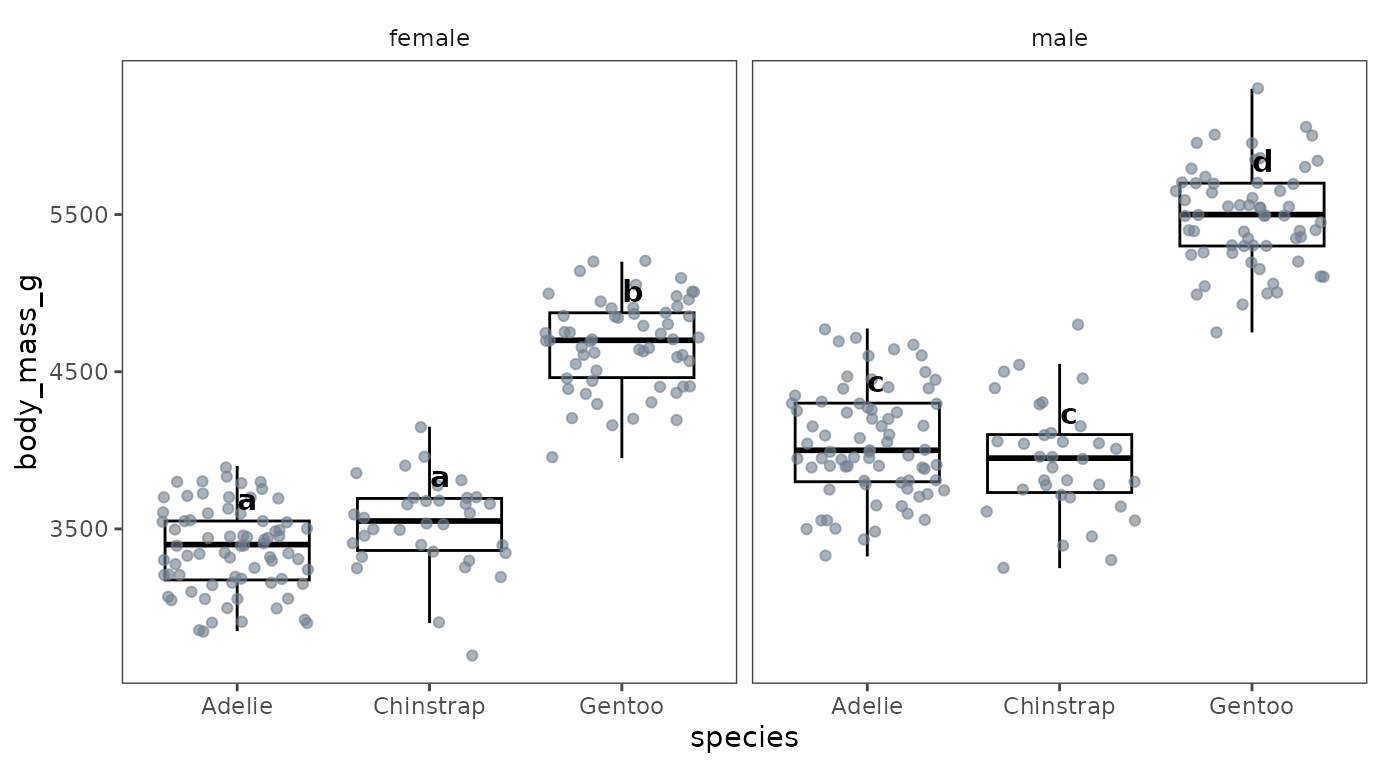 female
male
body_mass_g
5500
4500
3500
a
a
b
c
c
d
Adelie
Chinstrap
Gentoo
Adelie
Chinstrap
Gentoo
species